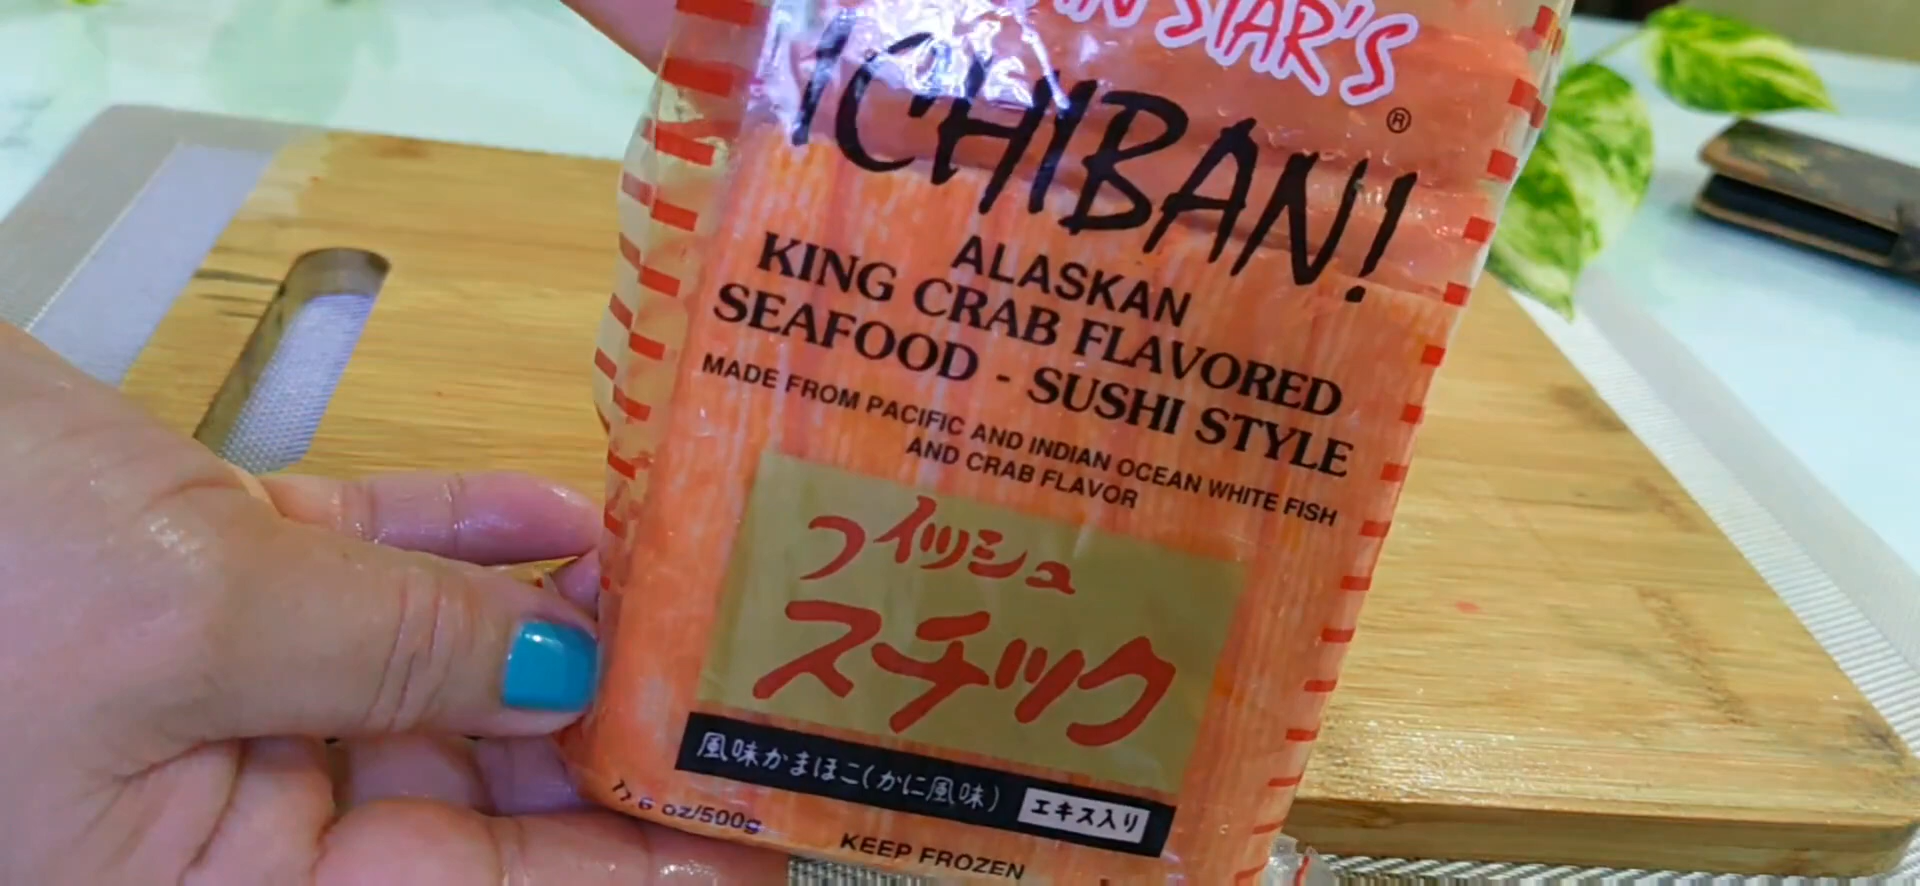 STAR'S
ICHIBAN!®
ALASKAN
KING CRAB FLAVORED
SEAFOOD - SUSHI STYLE
MADE FROM PACIFIC AND INDIAN OCEAN WHITE FISH
AND CRAB FLAVOR
フィッシュ
スチック
風味かまぼこ(かに風味) エキス入り
oz/500g
KEEP FROZEN